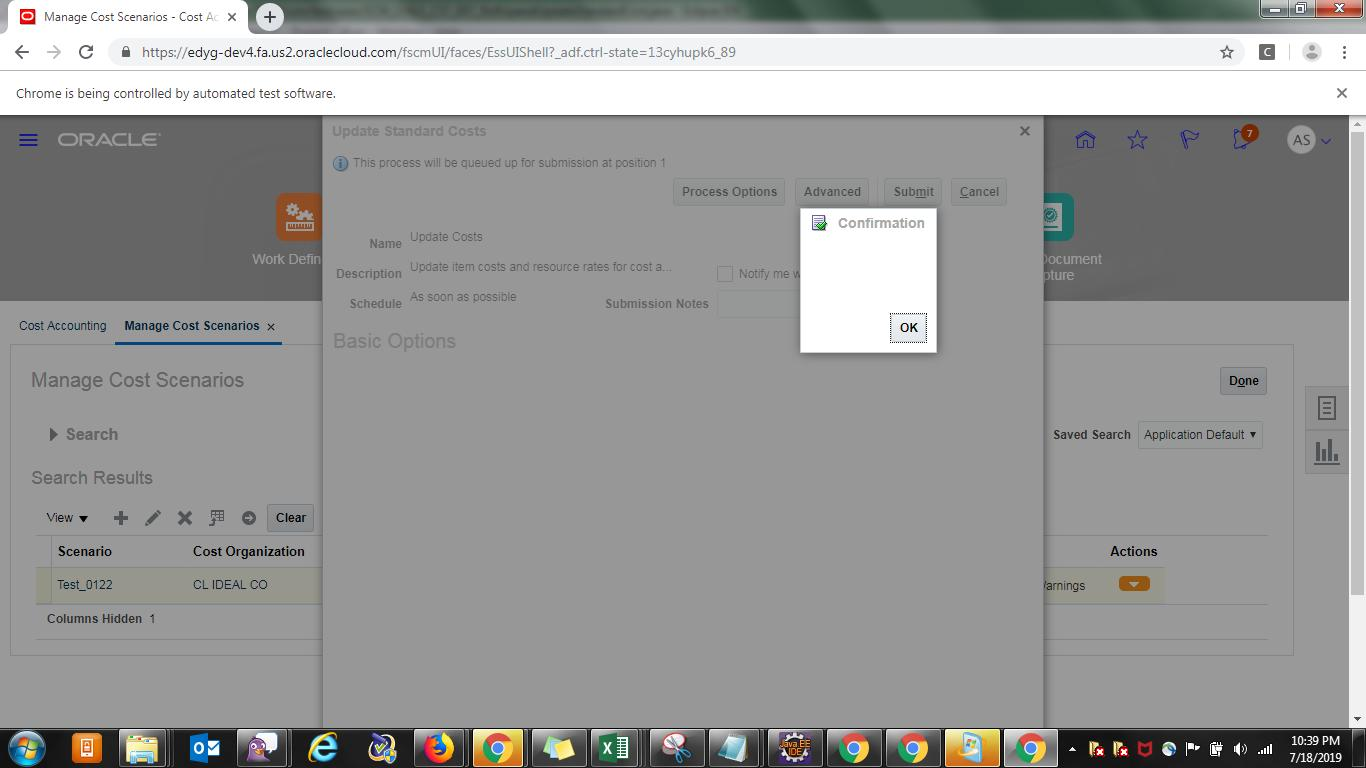 Manage Cost Scenarios - Cost Ac
https://edyg-dev4.fa.us2.oraclecloud.com/fscmUI/faces/EssUIShell?_adf.ctrl-state=13cyhupk6_89
C
Chrome is being controlled by automated test software.
ORACLE
Update Standard Costs
7
AS
This process will be queued up for submission at position 1
Process Options
Advanced
Submit
Cancel
Confirmation
OK
Name
Update Costs
Work Defin
Document
pture
Description
Update item costs and resource rates for cost a...
Notify me w
Schedule
As soon as possible
Submission Notes
Basic Options
Cost Accounting
Manage Cost Scenarios
Manage Cost Scenarios
Done
Search
Saved Search
Application Default
Search Results
View
Clear
Scenario
Cost Organization
Actions
Test_0122
CL IDEAL CO
Warnings
Columns Hidden 1
Java EE
IDE
10:39 PM
7/18/2019